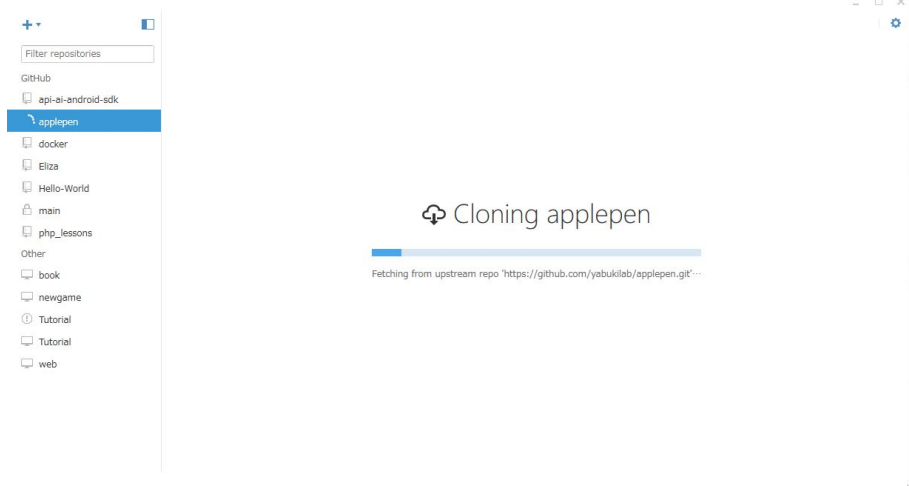 Filter repositories
GitHub
api-ai-android-sdk
applepen
docker
Eliza
Hello-World
main
php_lessons
Other
book
newgame
Tutorial
Tutorial
web
Cloning applepen
Fetching from upstream repo 'https://github.com/yabukilab/applepen.git'...